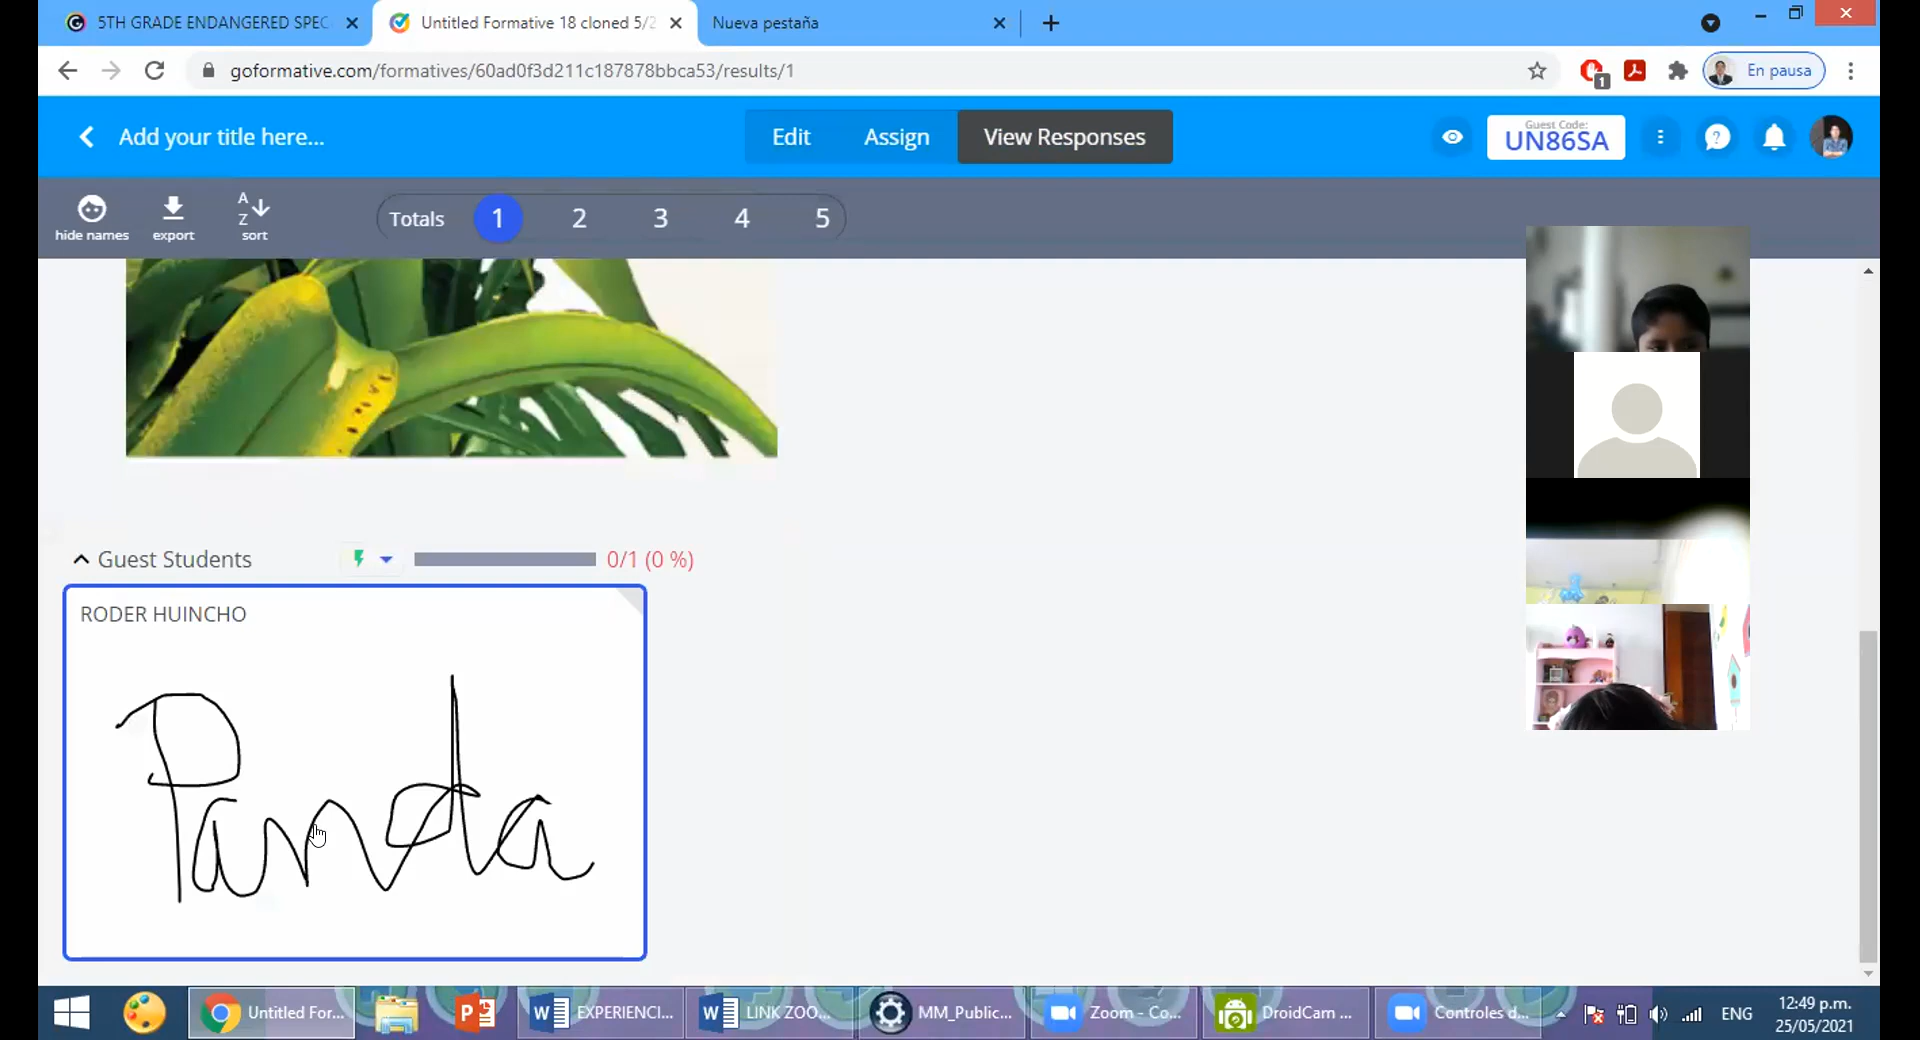 5TH GRADE ENDANGERED SPEC
Untitled Formative 18 cloned 5/2
Nueva pestaña
goformative.com/formatives/60ad0f3d211c187878bbca53/results/1
1
En pausa
Add your title here...
Edit
Assign
View Responses
Guest Code:
UN86SA
hide names
export
A
Z
sort
Totals
1
2
3
4
5
Guest Students
0/1 (0 %)
RODER HUINCHO
Panda
Untitled For...
EXPERIENCI...
LINK ZOO...
MM_Public...
Zoom - Co...
DroidCam ...
Controles d...
ENG
12:49 p.m.
25/05/2021